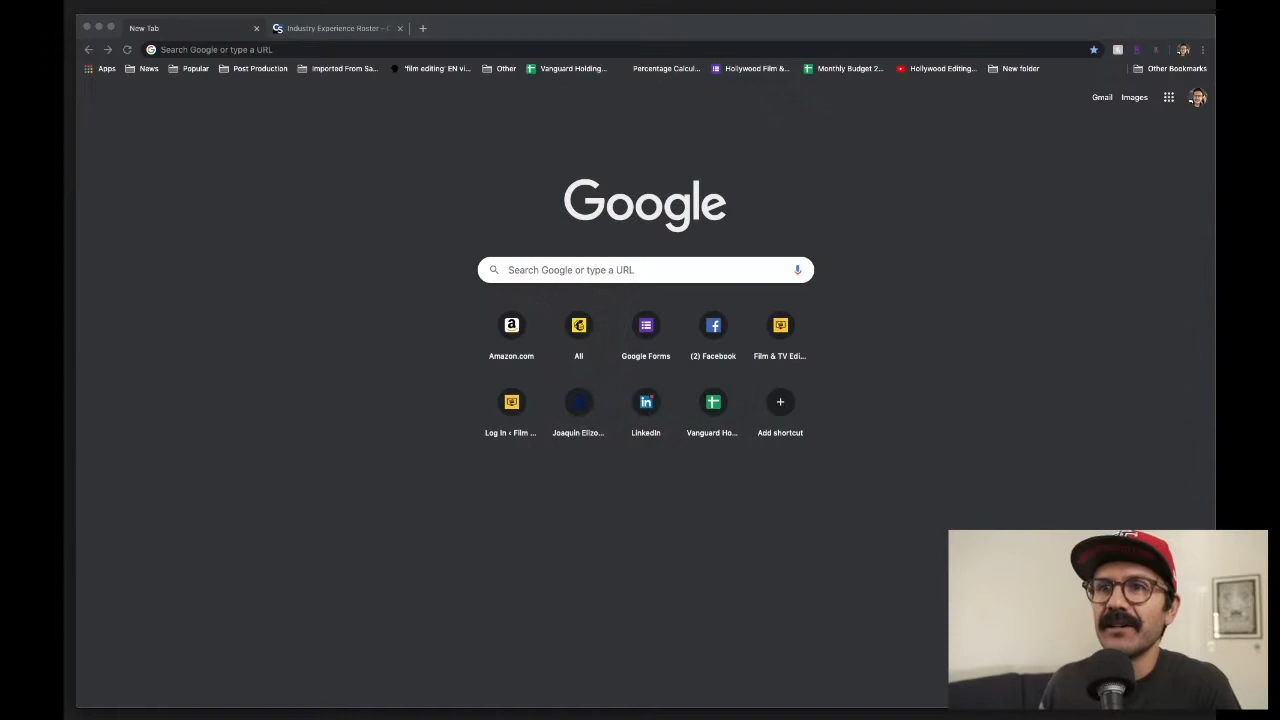 New Tab
Industry Experience Roster – C
Search Google or type a URL
Apps News Popular Post Production Imported From Sa... 'film editing' EN vi... Other Vanguard Holding... Percentage Calcul... Hollywood Film &... Monthly Budget 2... Hollywood Editing... New folder Other Bookmarks
Gmail Images
Google
Search Google or type a URL
Amazon.com All Google Forms (2) Facebook Film & TV Edi...
Log In ‹ Film ... Joaquin Elizo... LinkedIn Vanguard Ho... Add shortcut